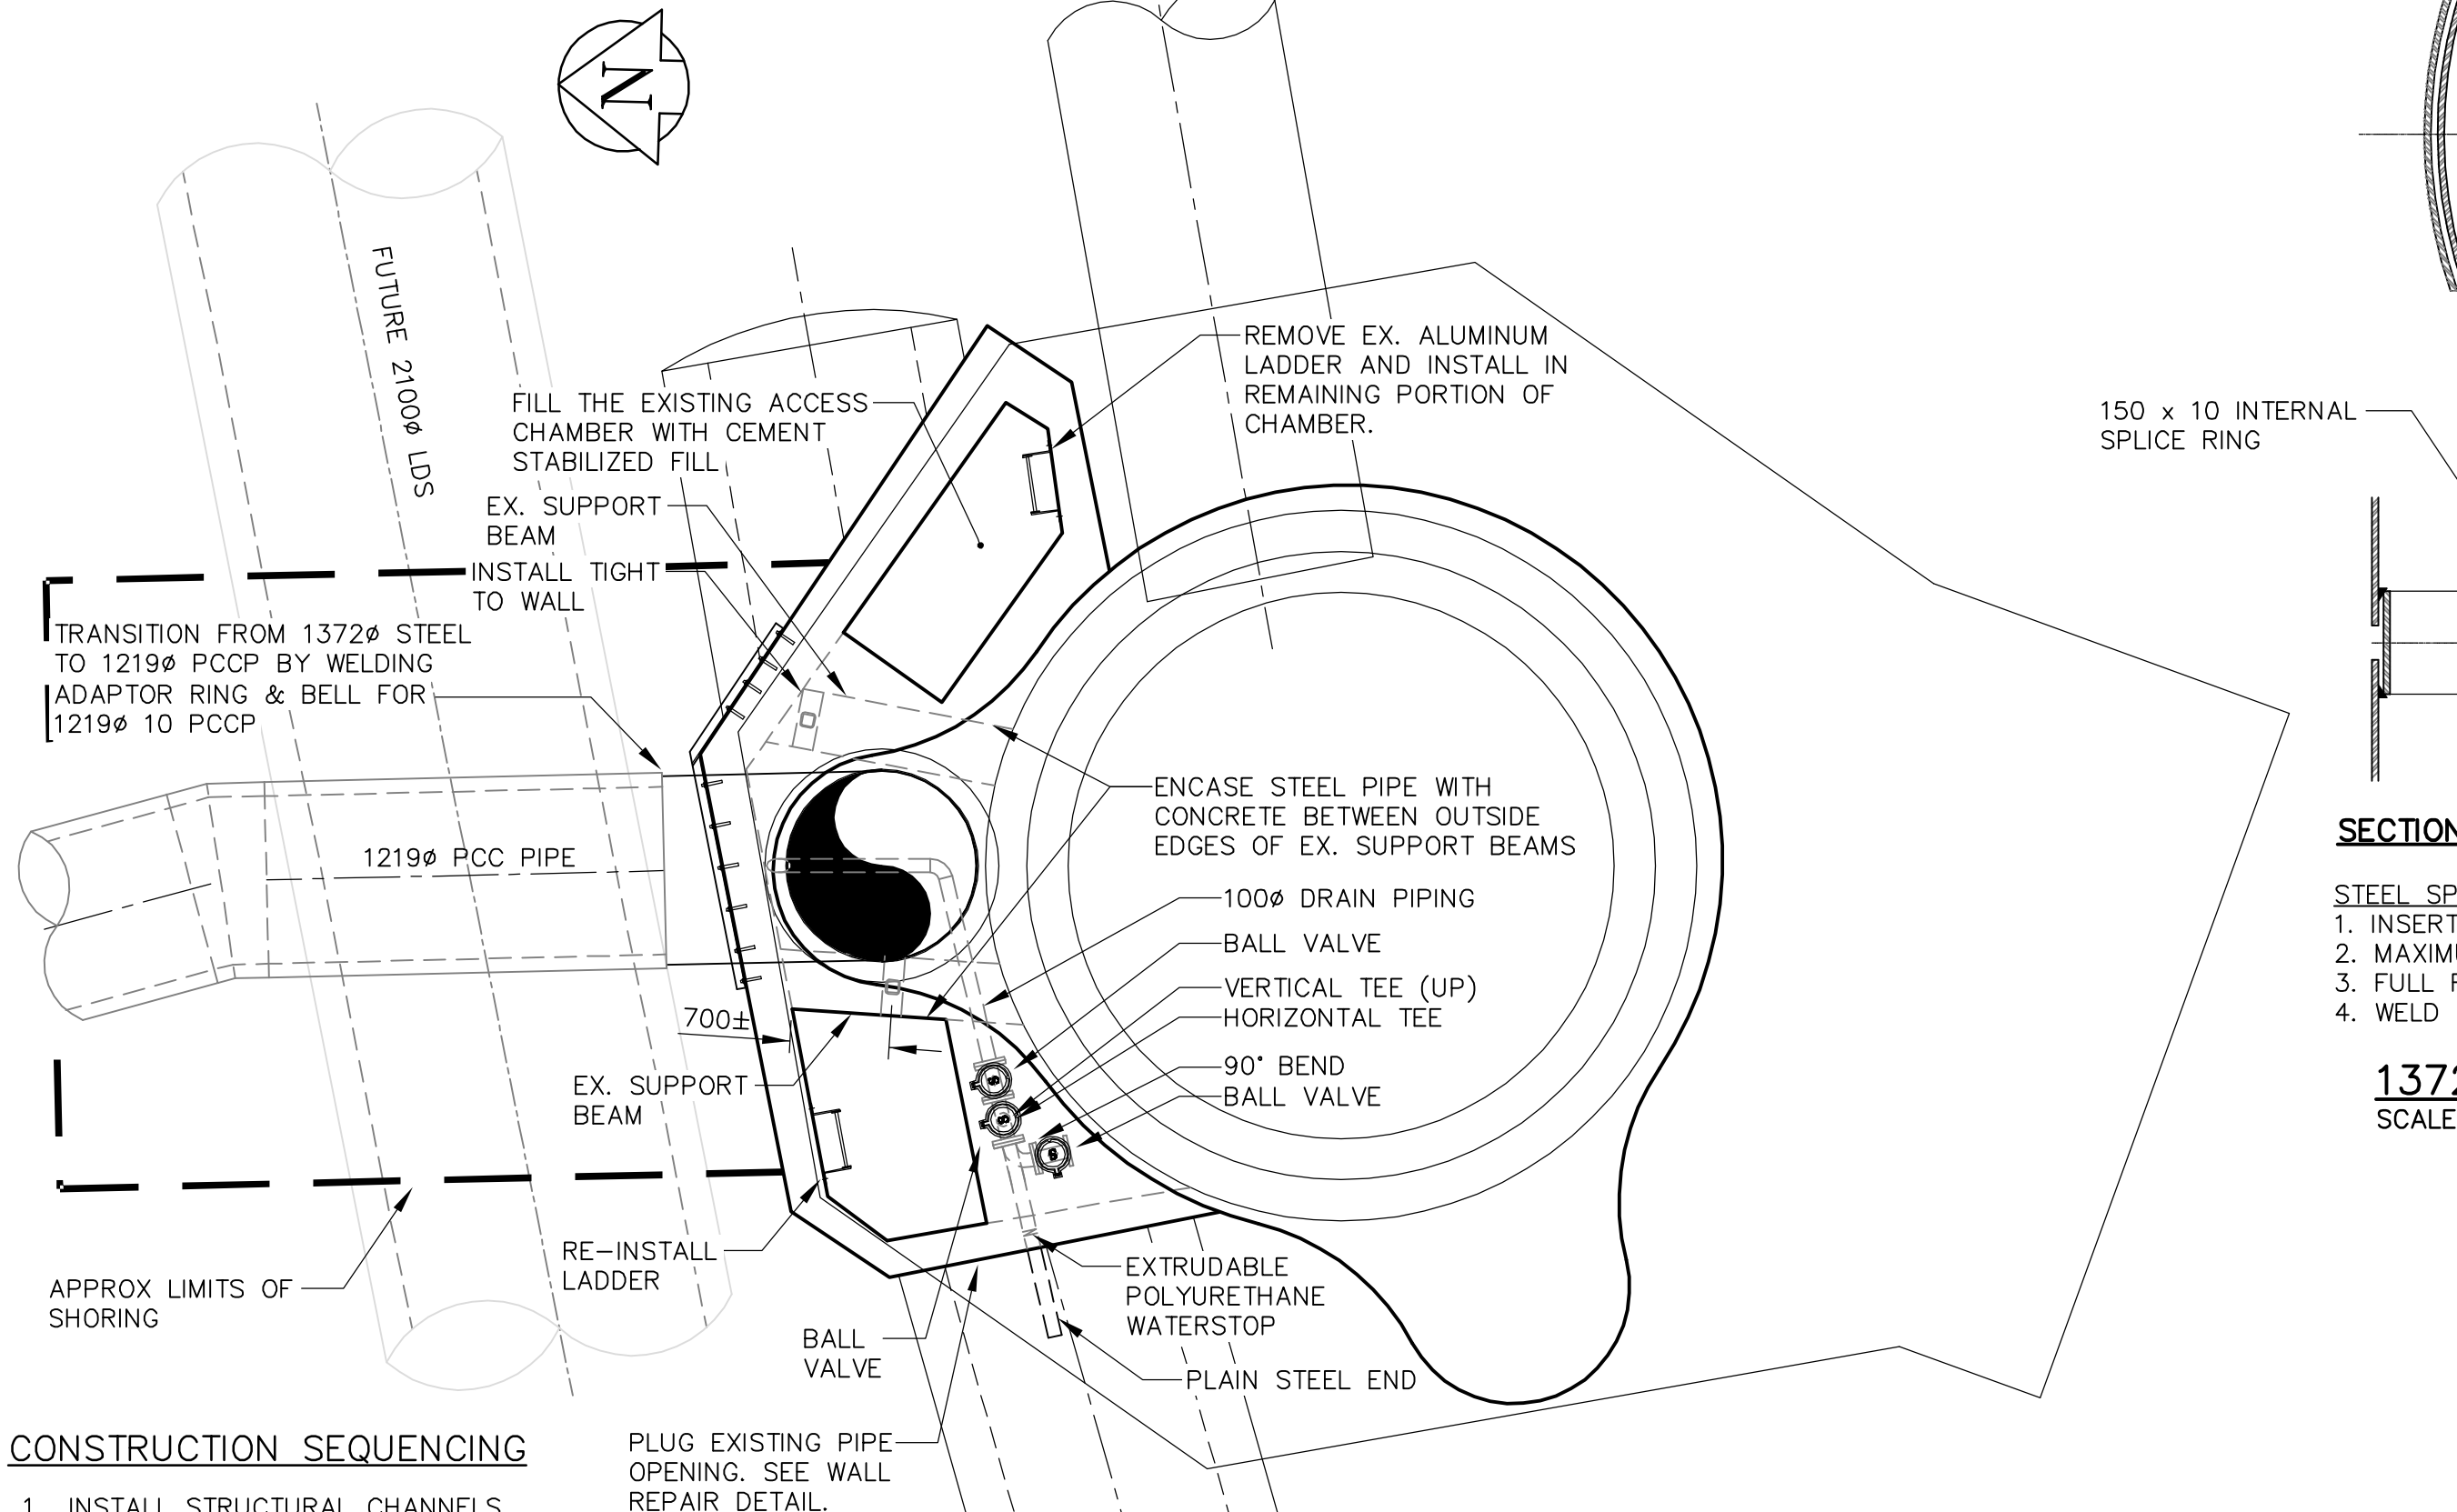 N
FUTURE 2100ø LDS
REMOVE EX. ALUMINUM
LADDER AND INSTALL IN
REMAINING PORTION OF
CHAMBER.
FILL THE EXISTING ACCESS
CHAMBER WITH CEMENT
STABILIZED FILL
EX. SUPPORT
BEAM
INSTALL TIGHT
TO WALL
TRANSITION FROM 1372ø STEEL
TO 1219ø PCCP BY WELDING
ADAPTOR RING & BELL FOR
1219ø 10 PCCP
1219ø PCC PIPE
ENCASE STEEL PIPE WITH
CONCRETE BETWEEN OUTSIDE
EDGES OF EX. SUPPORT BEAMS
100ø DRAIN PIPING
BALL VALVE
VERTICAL TEE (UP)
HORIZONTAL TEE
90° BEND
BALL VALVE
700±
EX. SUPPORT
BEAM
RE-INSTALL
LADDER
APPROX LIMITS OF
SHORING
BALL
VALVE
EXTRUDABLE
POLYURETHANE
WATERSTOP
PLAIN STEEL END
PLUG EXISTING PIPE
OPENING. SEE WALL
REPAIR DETAIL.
CONSTRUCTION SEQUENCING
1. INSTALL STRUCTURAL CHANNELS
150 x 10 INTERNAL
SPLICE RING
SECTION
STEEL SP
1. INSERT
2. MAXIMU
3. FULL
4. WELD
1372
SCALE